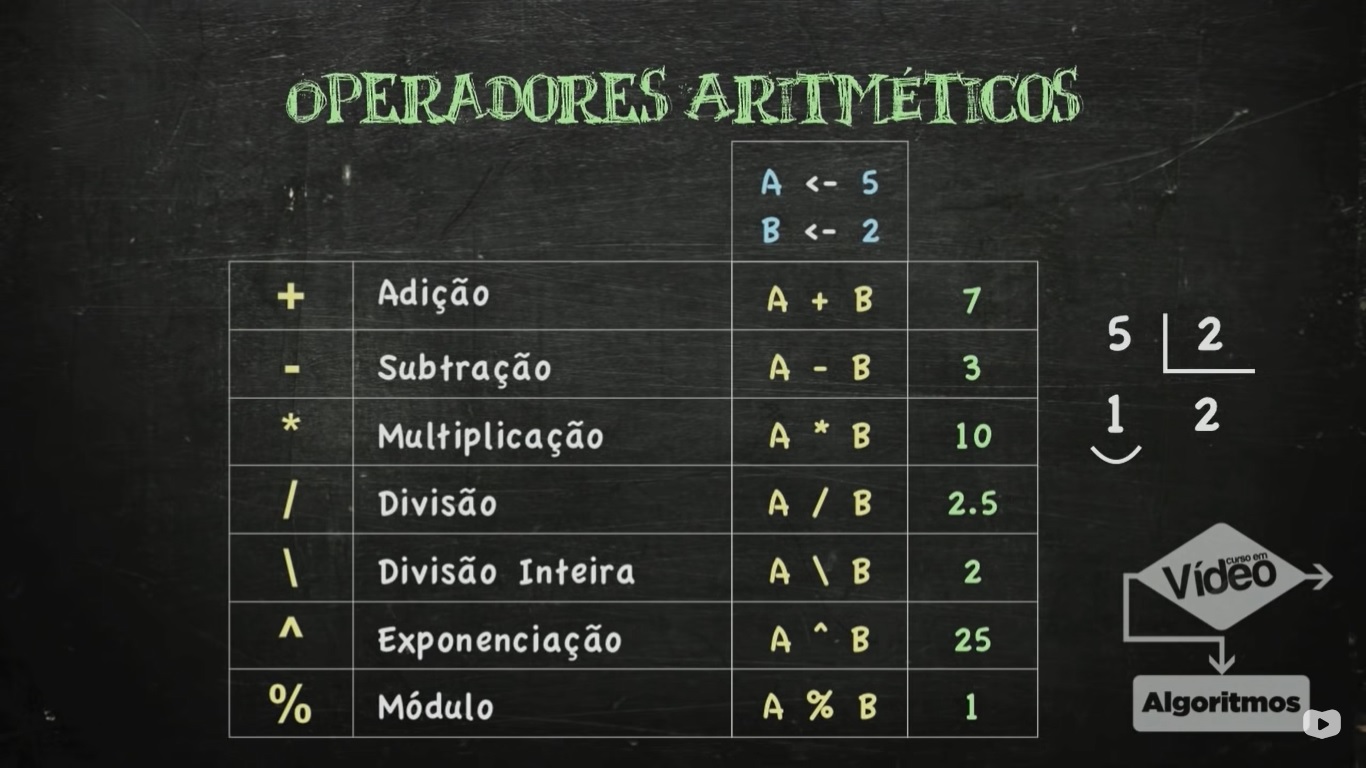 OPERADORES ARITMÉTICOS
A <- 5
B <- 2
+ Adição A + B 7
- Subtração A - B 3
* Multiplicação A * B 10
/ Divisão A / B 2.5
\ Divisão Inteira A \ B 2
^ Exponenciação A ^ B 25
% Módulo A % B 1
5 2
1 2
curso em
Vídeo
Algoritmos